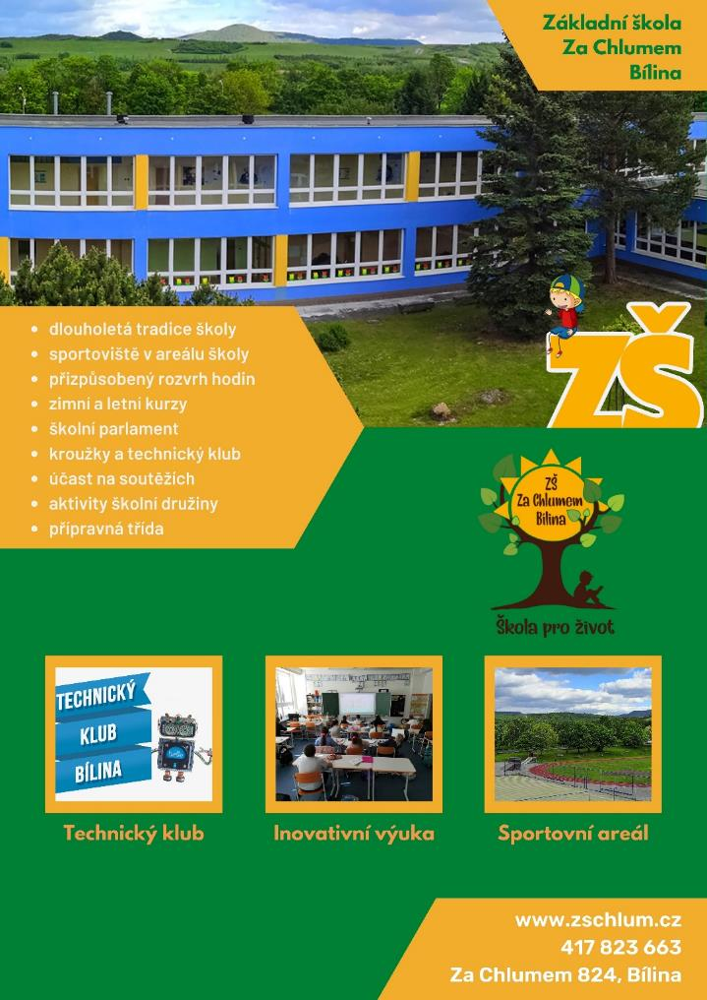 Základní škola
Za Chlumem
Bílina
• dlouholetá tradice školy
• sportoviště v areálu školy
• přizpůsobený rozvrh hodin
• zimní a letní kurzy
• školní parlament
• kroužky a technický klub
• účast na soutěžích
• aktivity školní družiny
• přípravná třída
ZŠ
ZŠ
Za Chlumem
Bílina
Škola pro život
TECHNICKÝ
KLUB
BÍLINA
Technický klub
Inovativní výuka
Sportovní areál
www.zschlum.cz
417 823 663
Za Chlumem 824, Bílina